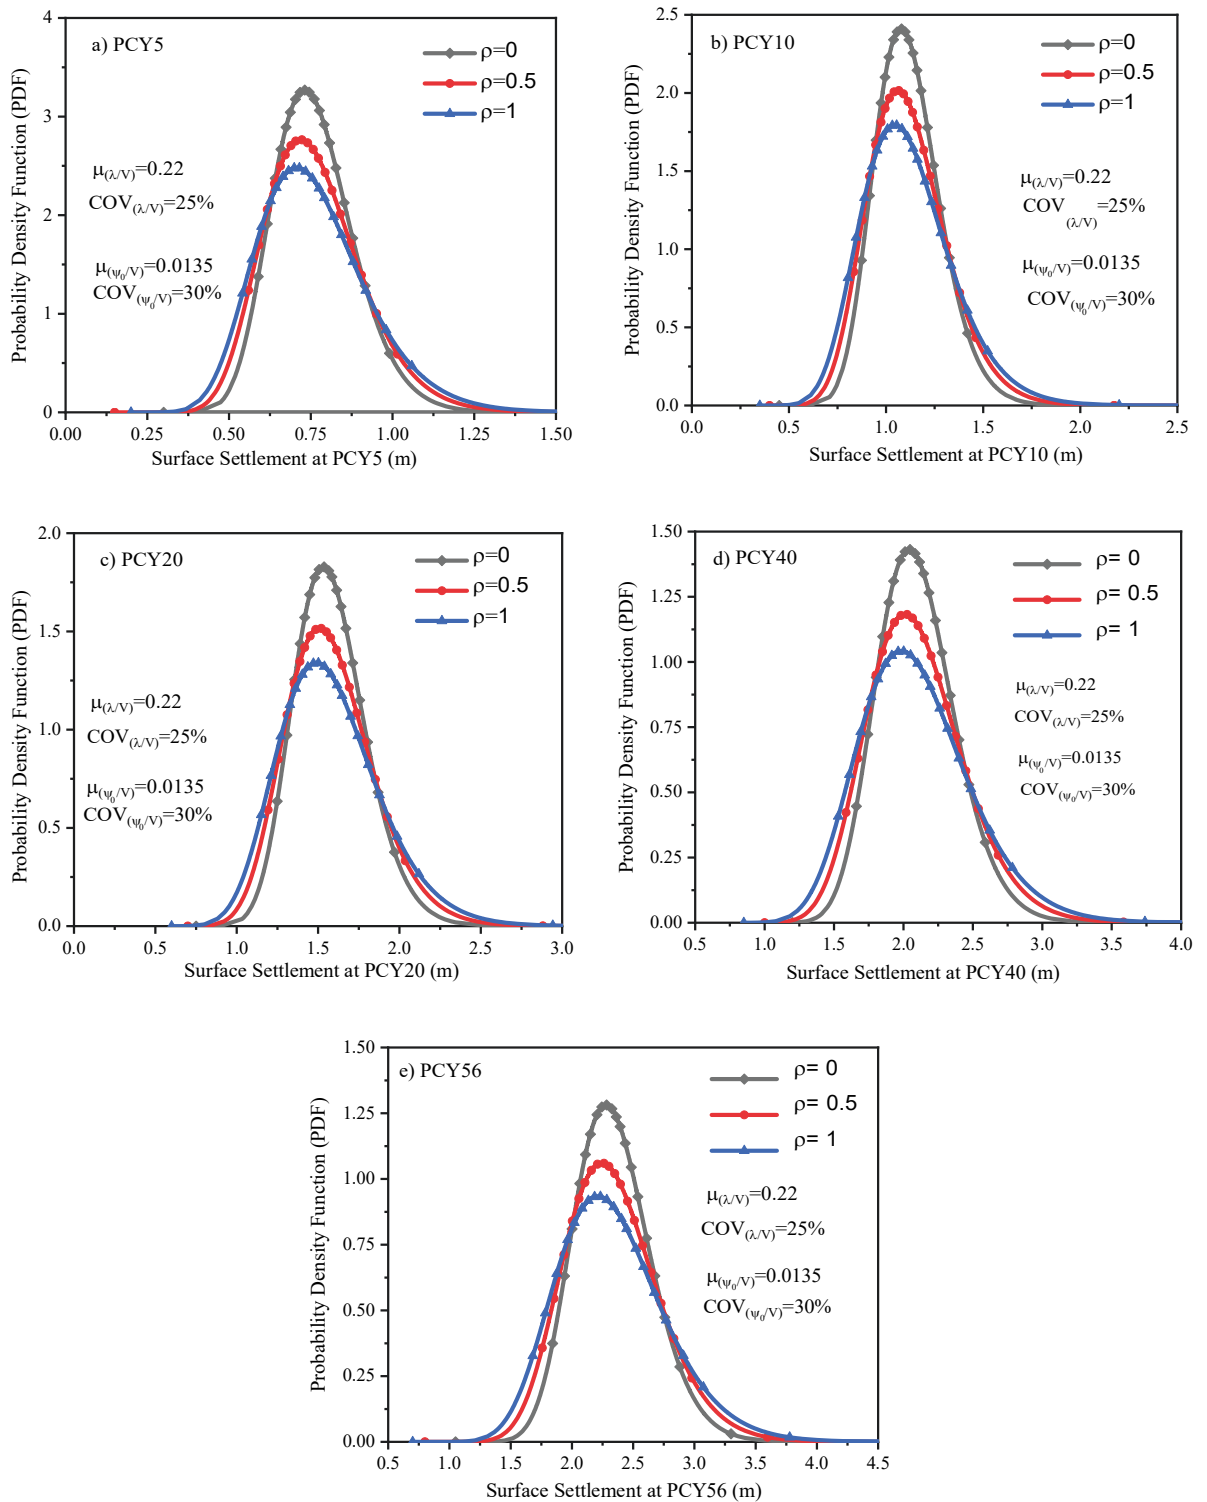 a) PCY5
ρ=0
ρ=0.5
ρ=1
μ(λ/V)=0.22
COV(λ/V)=25%
μ(ψ0/V)=0.0135
COV(ψ0/V)=30%
Probability Density Function (PDF)
4
3
2
3
1
0
0.00 0.25 0.50 0.75 1.00 1.25 1.50
Surface Settlement at PCY5 (m)
b) PCY10
ρ=0
ρ=0.5
ρ=1
μ(λ/V)=0.22
COV(λ/V)=25%
μ(ψ0/V)=0.0135
COV(ψ0/V)=30%
Probability Density Function (PDF)
2.5
2.0
1.5
1.0
0.5
0.0
0.0 0.5 1.0 1.5 2.0 2.5
Surface Settlement at PCY10 (m)
c) PCY20
ρ=0
ρ=0.5
ρ=1
μ(λ/V)=0.22
COV(λ/V)=25%
μ(ψ0/V)=0.0135
COV(ψ0/V)=30%
Probability Density Function (PDF)
2.0
1.5
1.0
0.5
0.0
0.0 0.5 1.0 1.5 2.0 2.5 3.0
Surface Settlement at PCY20 (m)
d) PCY40
ρ= 0
ρ= 0.5
ρ= 1
μ(λ/V)=0.22
COV(λ/V)=25%
μ(ψ0/V)=0.0135
COV(ψ0/V)=30%
Probability Density Function (PDF)
1.50
1.25
1.00
0.75
0.50
0.25
0.00
0.5 1.0 1.5 2.0 2.5 3.0 3.5 4.0
Surface Settlement at PCY40 (m)
e) PCY56
ρ= 0
ρ= 0.5
ρ= 1
μ(λ/V)=0.22
COV(λ/V)=25%
μ(ψ0/V)=0.0135
COV(ψ0/V)=30%
Probability Density Function (PDF)
1.50
1.25
1.00
0.75
0.50
0.25
0.00
0.5 1.0 1.5 2.0 2.5 3.0 3.5 4.0 4.5
Surface Settlement at PCY56 (m)